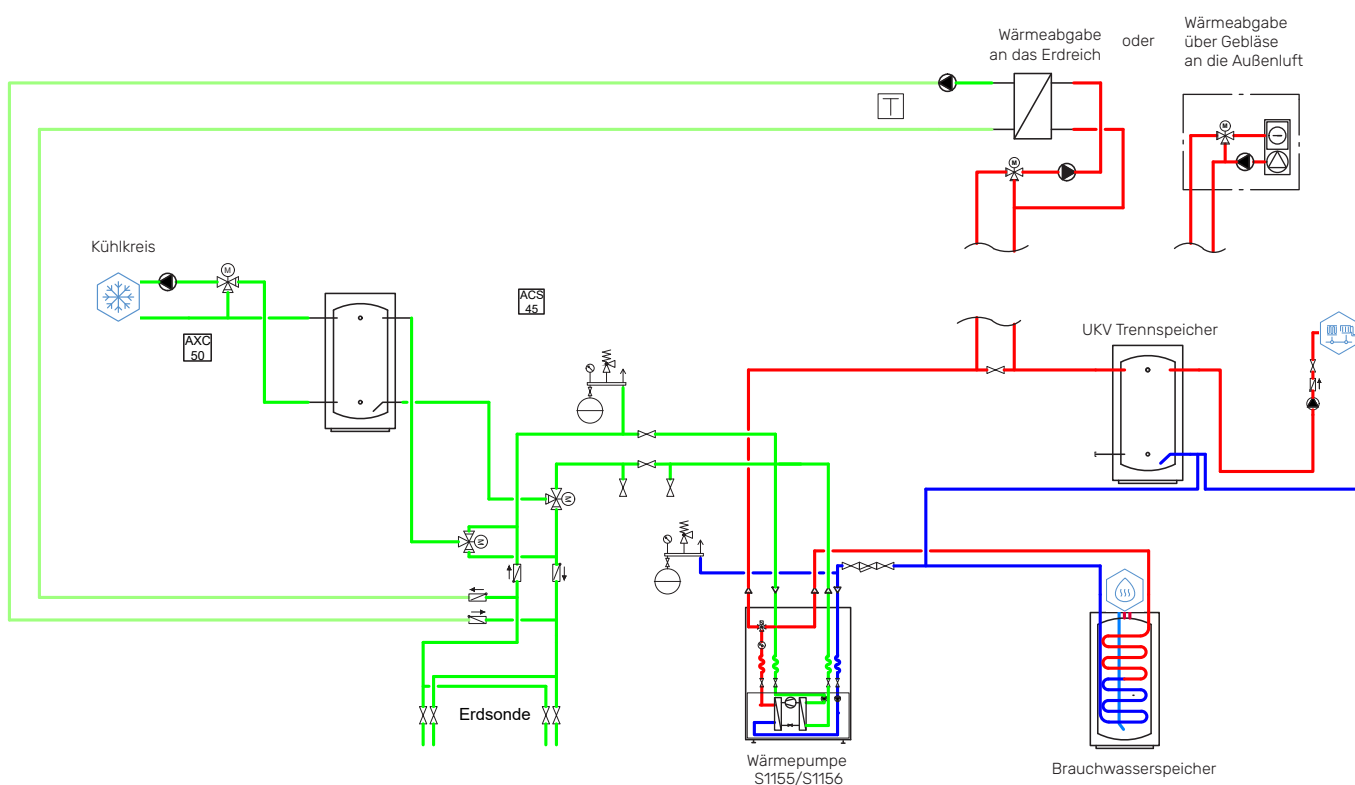 Wärmeabgabe
an das Erdreich
oder
Wärmeabgabe
über Gebläse
an die Außenluft
T
M
M
Kühlkreis
M
ACS
45
AXC
50
UKV Trennspeicher
M
M
Erdsonde
Wärmepumpe
S1155/S1156
Brauchwasserspeicher